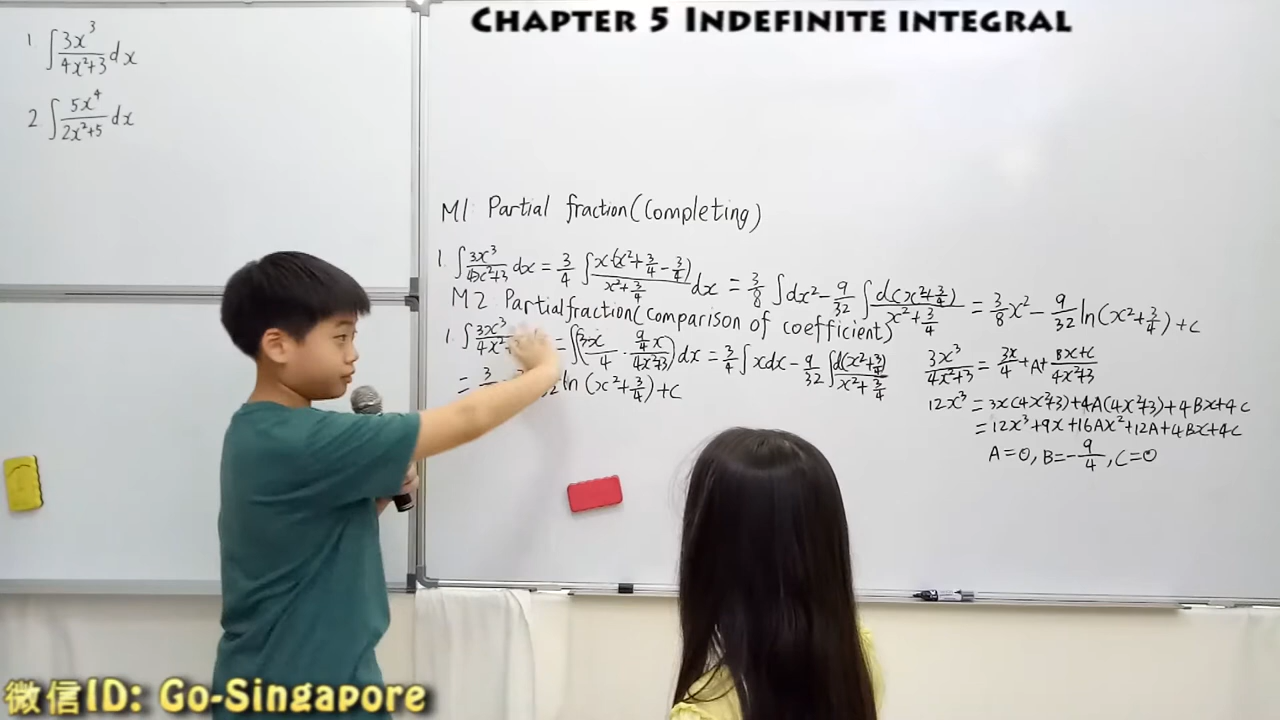 CHAPTER 5 INDEFINITE INTEGRAL
1 ∫ 3x³/(4x²+3) dx
2 ∫ 5x⁴/(2x²+5) dx
M1 Partial fraction (Completing)
1. ∫ 3x³/(4x²+3) dx = 3/4 ∫ x(x²+3/4-3/4)/(x²+3/4) dx = 3/8 ∫dx² - 9/32 ∫ d(x²+3/4)/(x²+3/4) = 3/8 x² - 9/32 ln(x²+3/4)+c
M2 Partial fraction (comparison of coefficient)
1. ∫ 3x³/4x² = ∫(3x/4 - (9/4 x)/(4x²+3)) dx = 3/4 ∫xdx - 9/32 ∫ d(x²+3/4)/(x²+3/4)
= 3 ln(x²+3/4)+c
3x³/(4x²+3) = 3x/4 + A + (Bx+c)/(4x²+3)
12x³ = 3x(4x²+3)+4A(4x²+3)+4Bx+4C
= 12x³+9x+16Ax²+12A+4Bx+4C
A=0, B=-9/4, C=0
微信ID: Go-Singapore